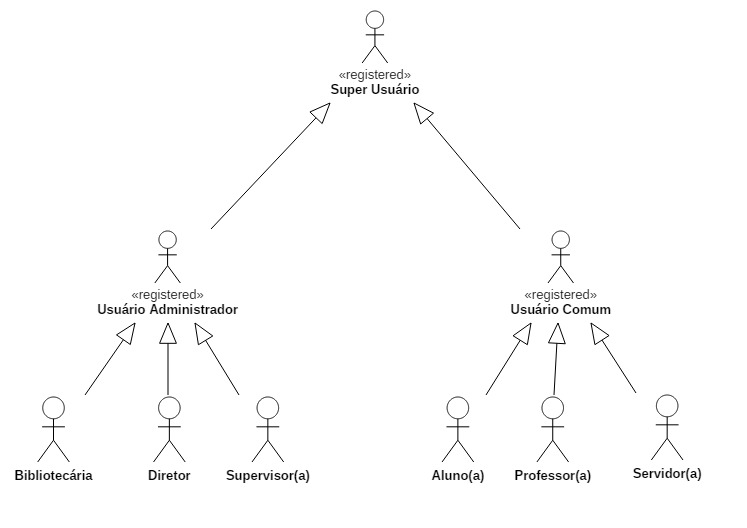 «registered»
Super Usuário
«registered»
Usuário Administrador
«registered»
Usuário Comum
Bibliotecária
Diretor
Supervisor(a)
Aluno(a)
Professor(a)
Servidor(a)